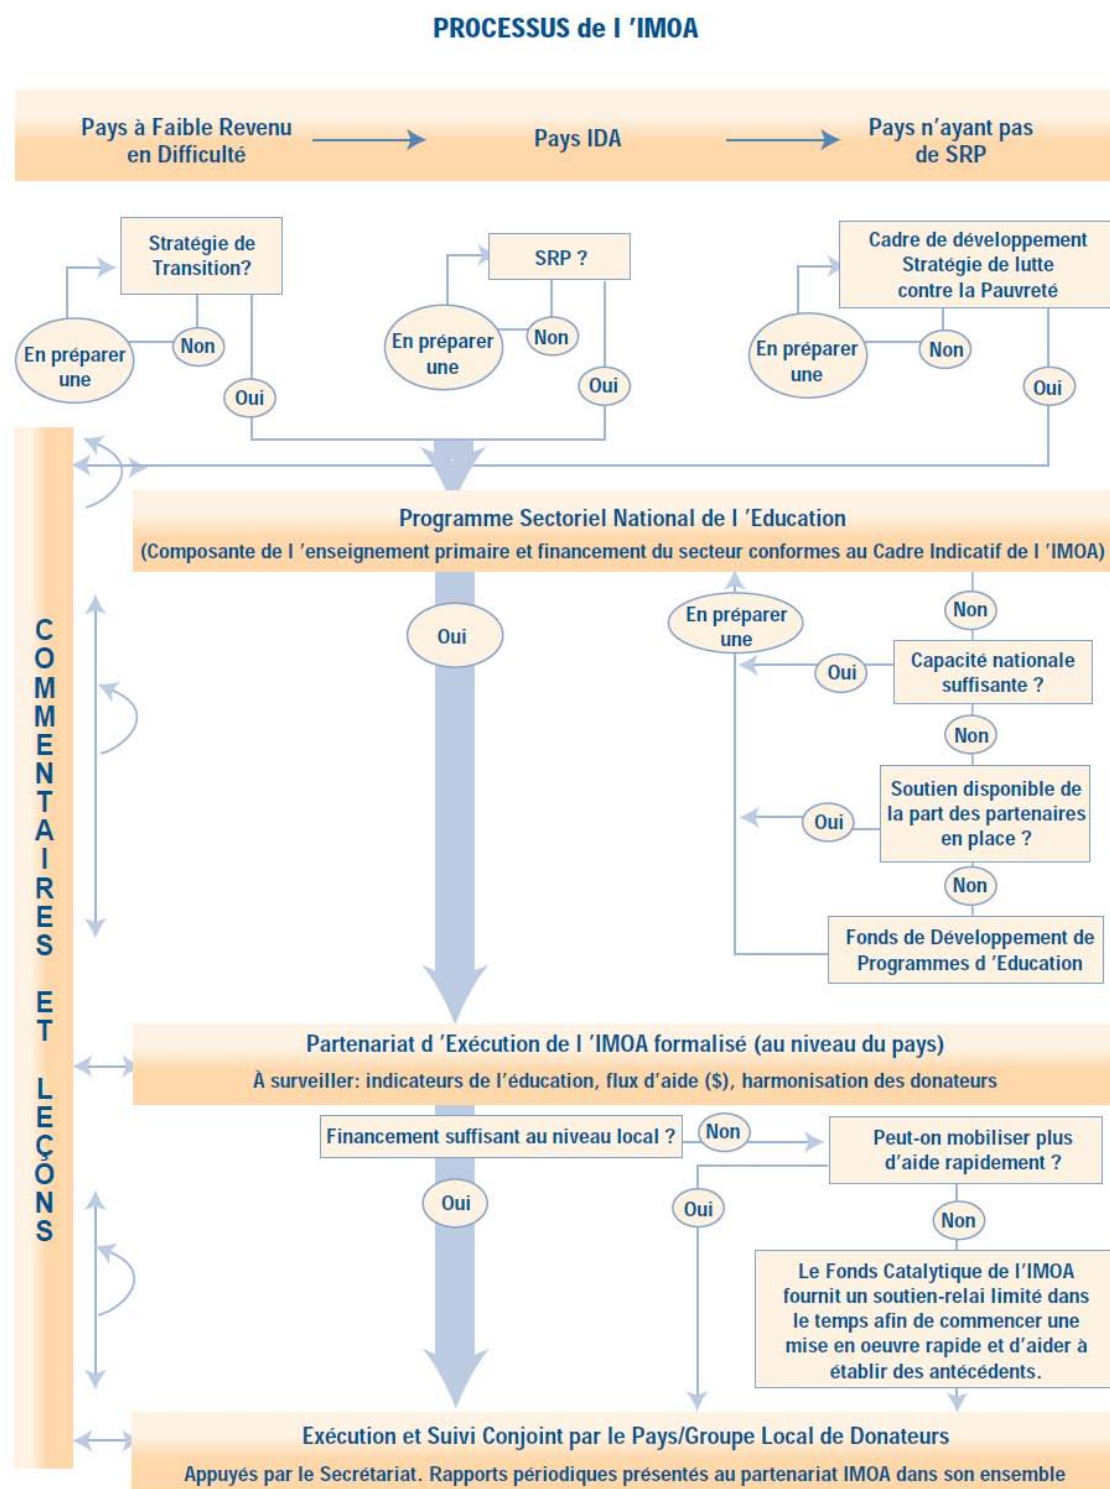 PROCESSUS de l 'IMOA
Pays à Faible Revenu
en Difficulté
Pays IDA
Pays n'ayant pas
de SRP
Stratégie de
Transition?
En préparer
une
Non
Oui
SRP ?
En préparer
une
Non
Oui
Cadre de développement
Stratégie de lutte
contre la Pauvreté
En préparer
une
Non
Oui
COMMENTAIRES ET LEÇONS
Programme Sectoriel National de l 'Education
(Composante de l 'enseignement primaire et financement du secteur conformes au Cadre Indicatif de l 'IMOA)
Oui
En préparer
une
Non
Capacité nationale
suffisante ?
Oui
Non
Soutien disponible de
la part des partenaires
en place ?
Oui
Non
Fonds de Développement de
Programmes d 'Education
Partenariat d 'Exécution de l 'IMOA formalisé (au niveau du pays)
À surveiller: indicateurs de l'éducation, flux d'aide ($), harmonisation des donateurs
Financement suffisant au niveau local ?
Non
Peut-on mobiliser plus
d'aide rapidement ?
Oui
Oui
Non
Le Fonds Catalytique de l'IMOA
fournit un soutien-relai limité dans
le temps afin de commencer une
mise en oeuvre rapide et d'aider à
établir des antécédents.
Exécution et Suivi Conjoint par le Pays/Groupe Local de Donateurs
Appuyés par le Secrétariat. Rapports périodiques présentés au partenariat IMOA dans son ensemble